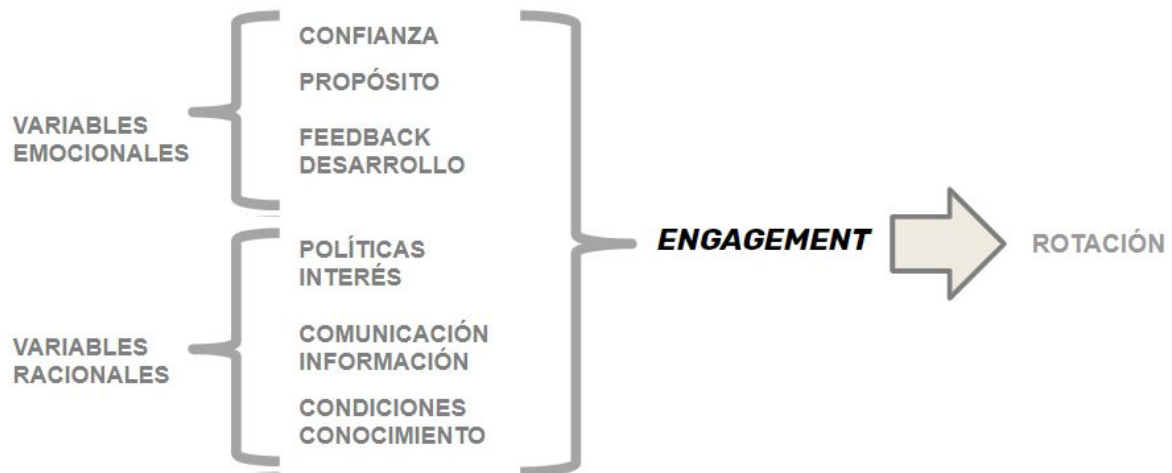 VARIABLES
EMOCIONALES
CONFIANZA
PROPÓSITO
FEEDBACK
DESARROLLO
VARIABLES
RACIONALES
POLÍTICAS
INTERÉS
COMUNICACIÓN
INFORMACIÓN
CONDICIONES
CONOCIMIENTO
ENGAGEMENT
ROTACIÓN